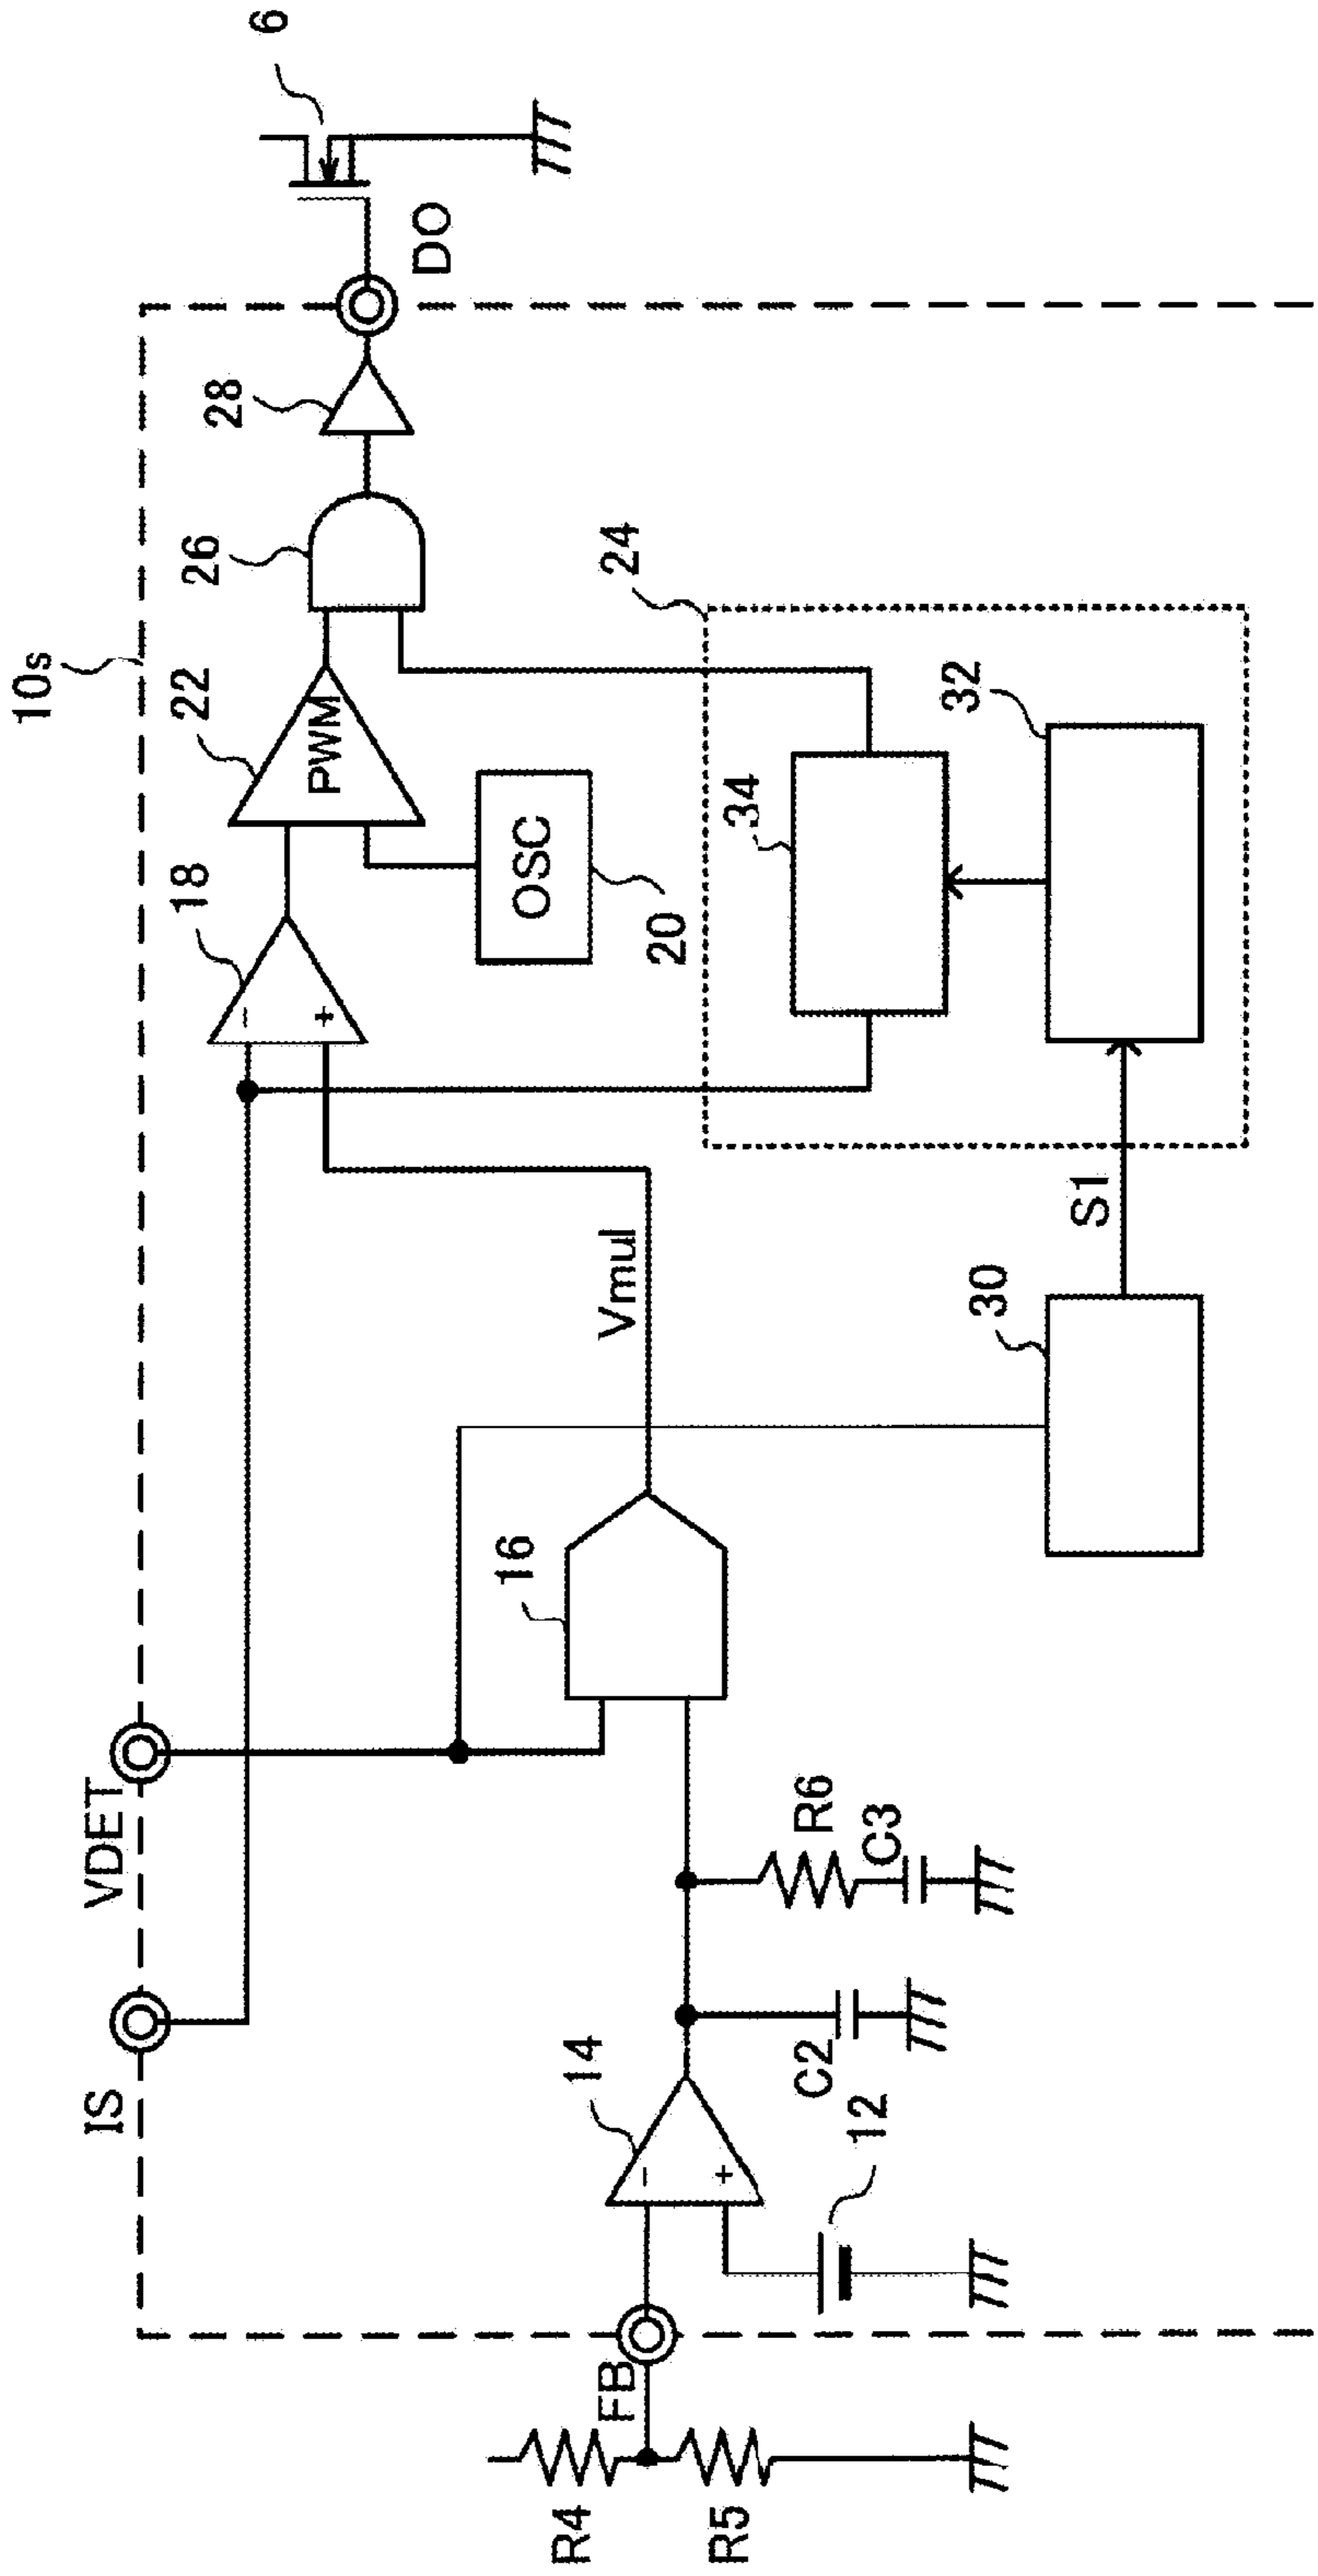 10s
IS
VDET
18
22
PWM
26
28
6
DO
OSC
20
16
Vmul
24
34
32
30
S1
14
R4
FB
R5
12
C2
R6
C3
-
+
-
+